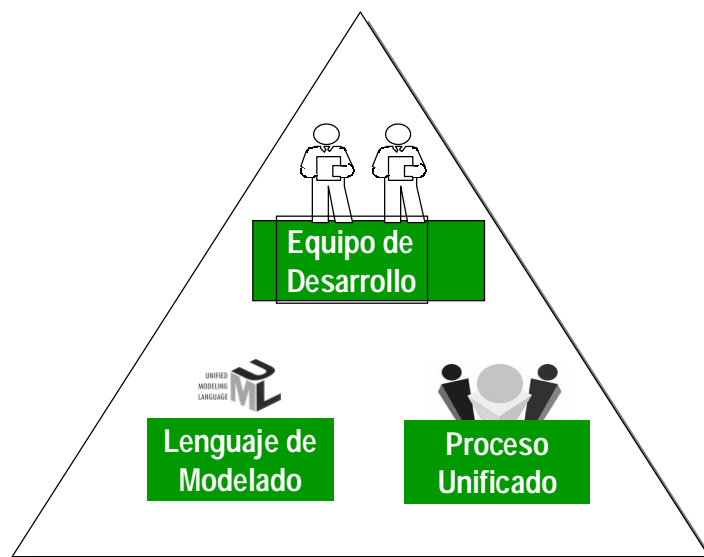 Equipo de
Desarrollo
UNIFIED
MODELING
LANGUAGE
UML
Lenguaje de
Modelado
Proceso
Unificado